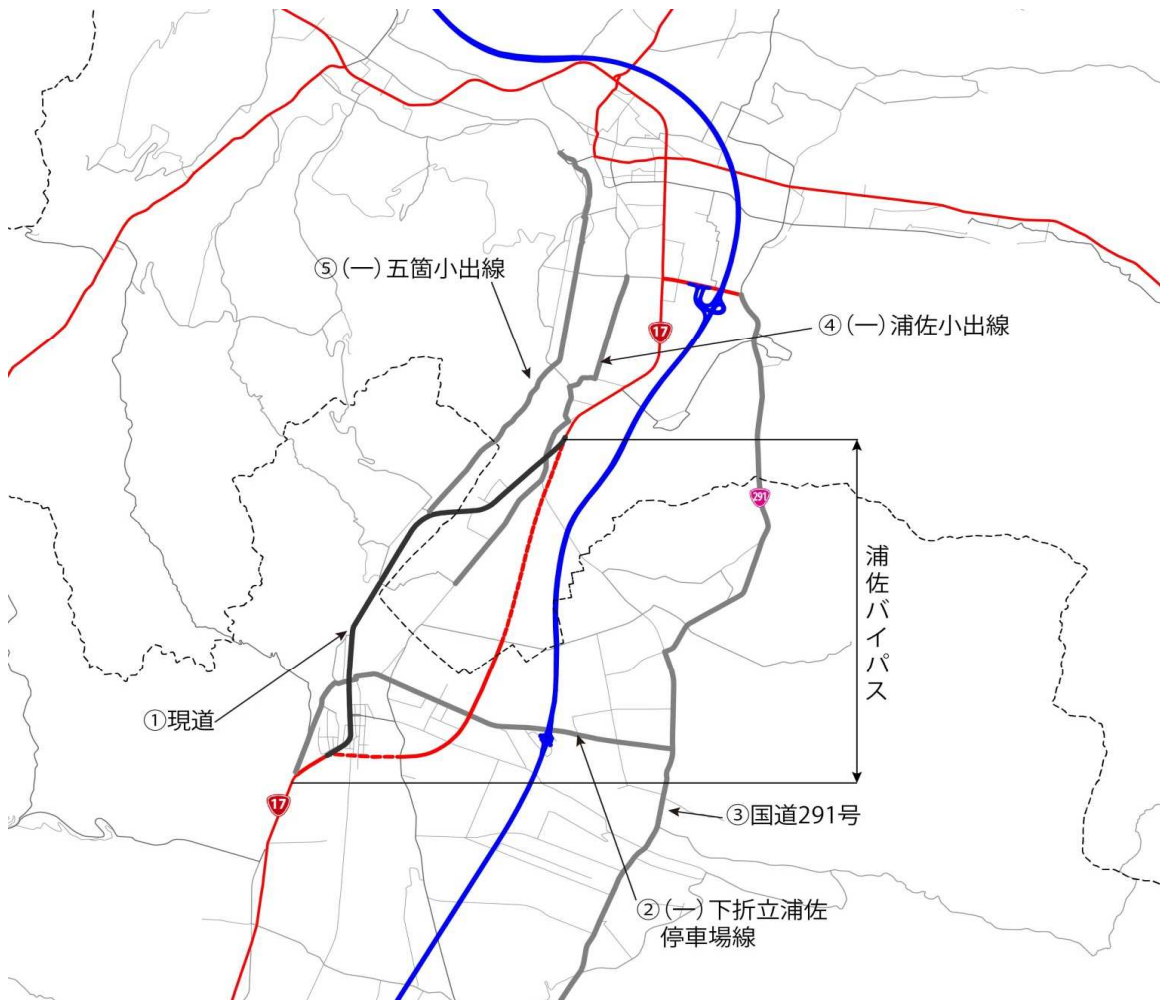 ⑤(一)五箇小出線
④(一)浦佐小出線
17
291
浦佐バイパス
①現道
17
③国道291号
②(一)下折立浦佐
停車場線